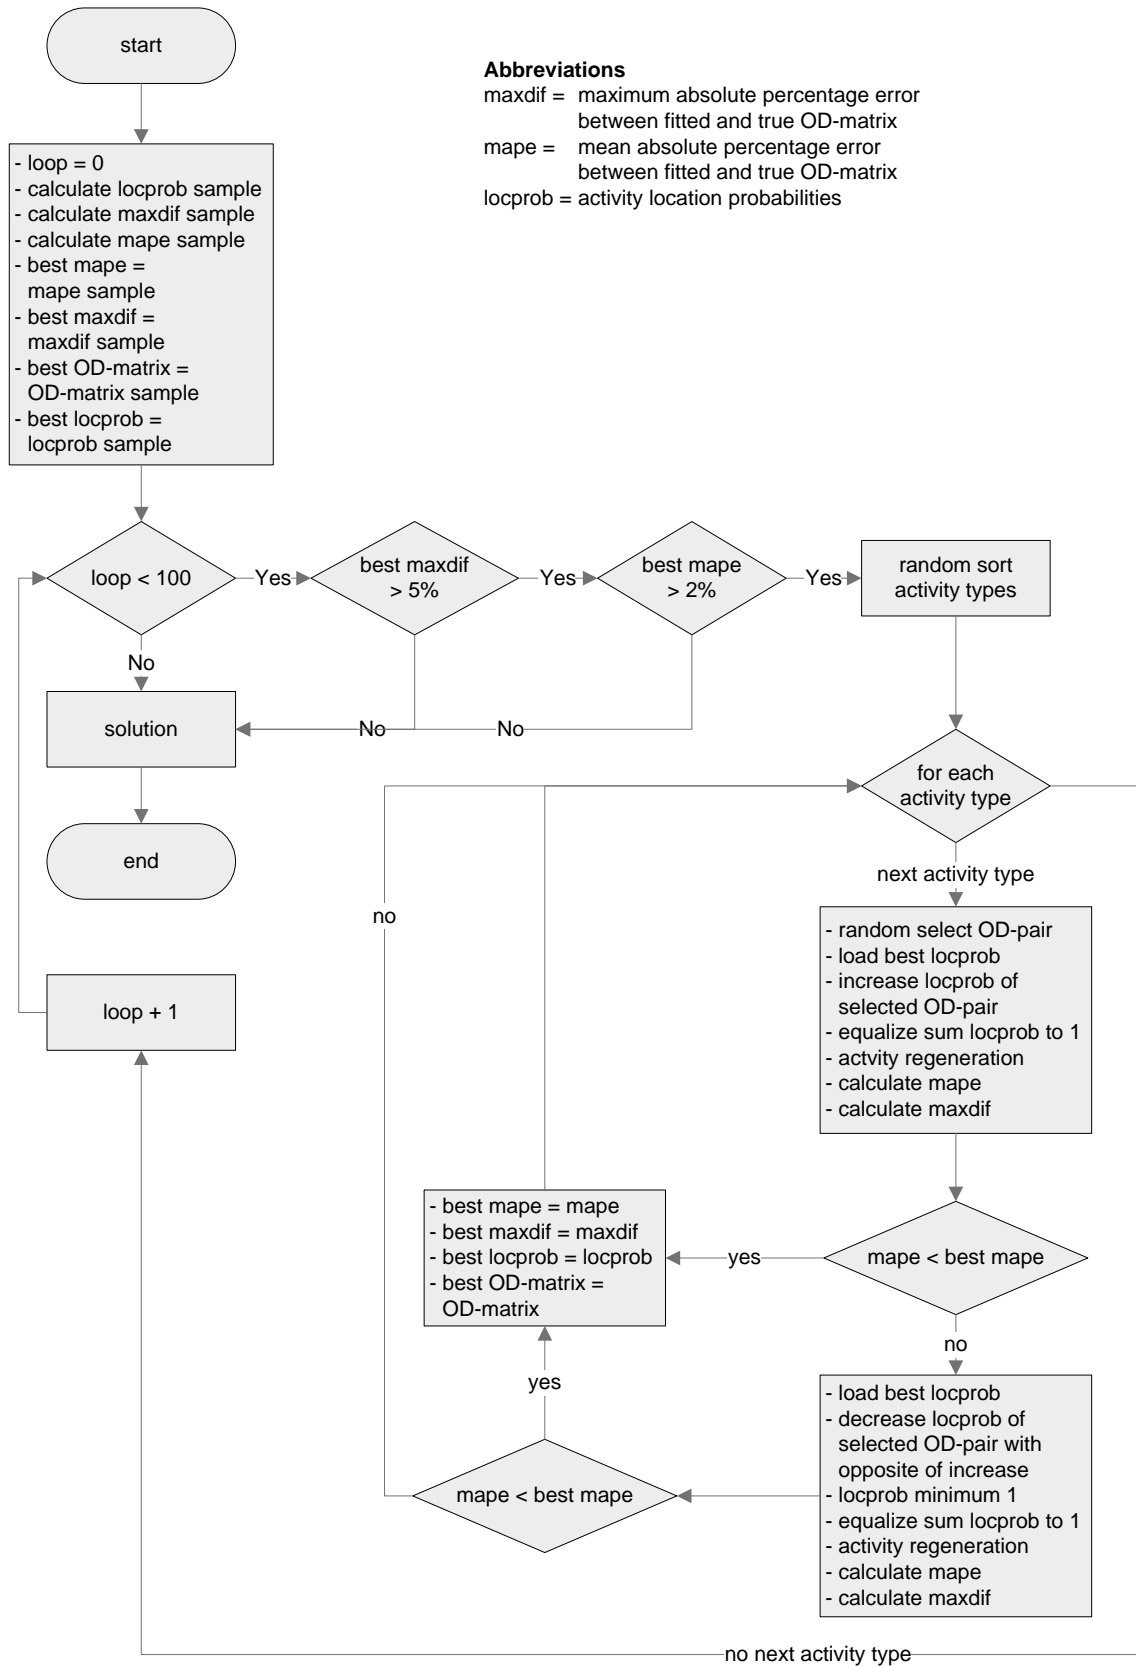 start
Abbreviations
maxdif = maximum absolute percentage error
between fitted and true OD-matrix
mape = mean absolute percentage error
between fitted and true OD-matrix
locprob = activity location probabilities
- loop = 0
- calculate locprob sample
- calculate maxdif sample
- calculate mape sample
- best mape =
mape sample
- best maxdif =
maxdif sample
- best OD-matrix =
OD-matrix sample
- best locprob =
locprob sample
loop < 100
Yes
best maxdif
> 5%
Yes
best mape
> 2%
Yes
random sort
activity types
No
solution
No
No
end
for each
activity type
next activity type
no
- random select OD-pair
- load best locprob
- increase locprob of
selected OD-pair
- equalize sum locprob to 1
- actvity regeneration
- calculate mape
- calculate maxdif
loop + 1
- best mape = mape
- best maxdif = maxdif
- best locprob = locprob
- best OD-matrix =
OD-matrix
yes
mape < best mape
no
yes
- load best locprob
- decrease locprob of
selected OD-pair with
opposite of increase
- locprob minimum 1
- equalize sum locprob to 1
- activity regeneration
- calculate mape
- calculate maxdif
mape < best mape
no next activity type